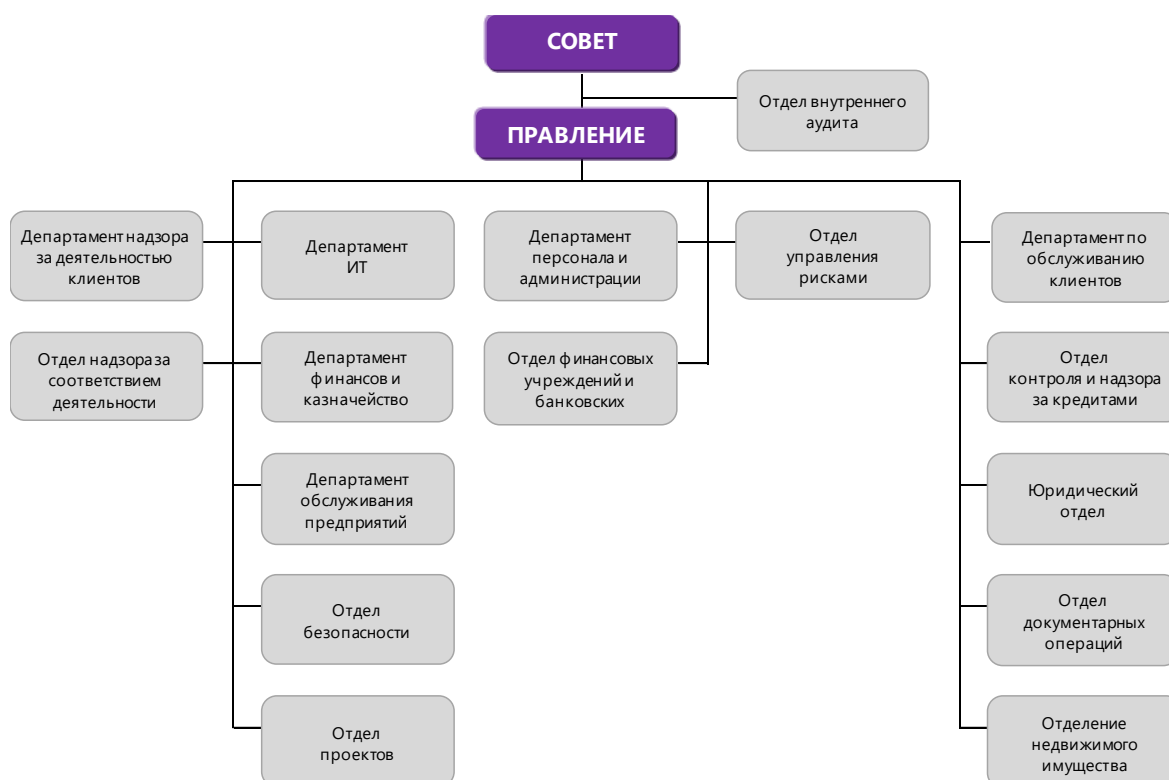 СОВЕТ
Отдел внутреннего
аудита
ПРАВЛЕНИЕ
Департамент надзора
за деятельностью
клиентов
Департамент
ИТ
Департамент
персонала и
администрации
Отдел
управления
рисками
Департамент по
обслуживанию
клиентов
Отдел надзора за
соответствием
деятельности
Департамент
финансов и
казначейство
Отдел финансовых
учреждений и
банковских
Отдел
контроля и надзора
за кредитами
Департамент
обслуживания
предприятий
Юридический
отдел
Отдел
безопасности
Отдел
документарных
операций
Отдел
проектов
Отделение
недвижимого
имущества